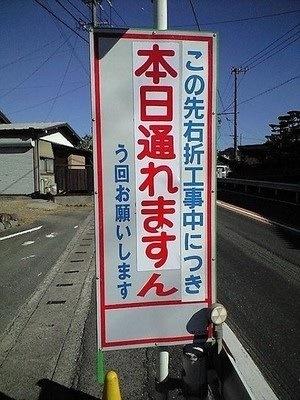 この先右折工事中につき
本日通れますん
う回お願いします